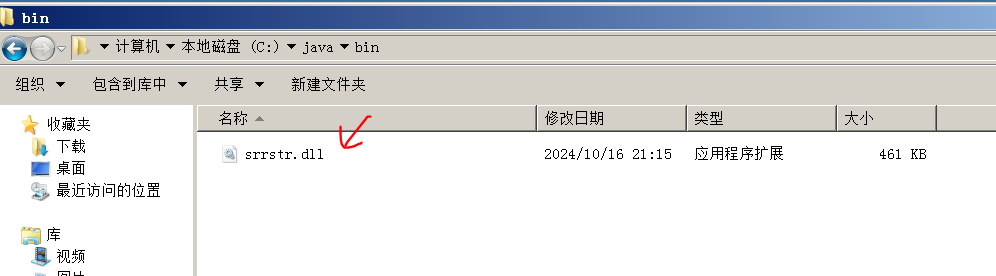 bin
计算机 本地磁盘 (C:) java bin
组织 包含到库中 共享 新建文件夹
名称 修改日期 类型 大小
收藏夹
下载
桌面
最近访问的位置
库
视频
srrstr.dll 2024/10/16 21:15 应用程序扩展 461 KB